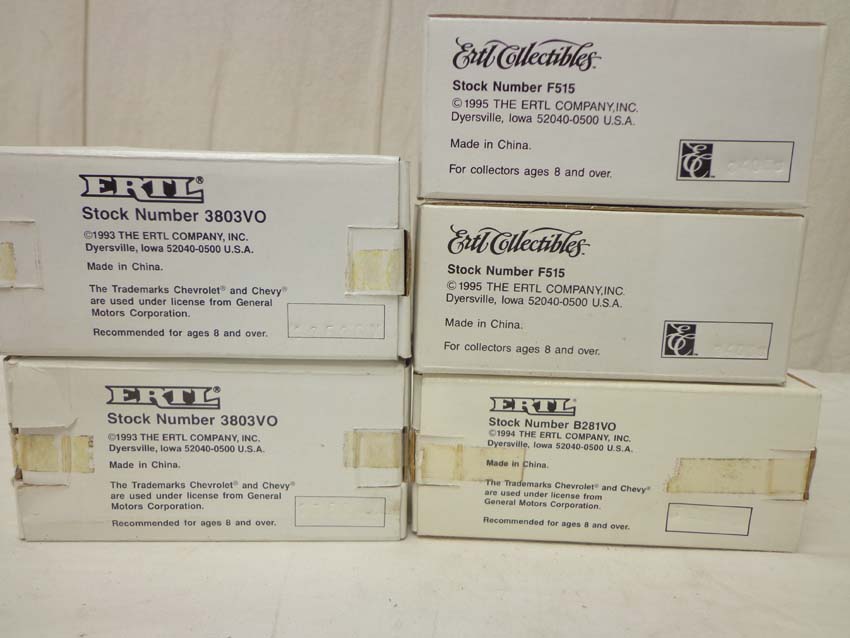 ERTL®
Stock Number 3803VO
©1993 THE ERTL COMPANY, INC.
Dyersville, Iowa 52040-0500 U.S.A.
Made in China.
The Trademarks Chevrolet® and Chevy®
are used under license from General
Motors Corporation.
Recommended for ages 8 and over.
ERTL®
Stock Number 3803VO
©1993 THE ERTL COMPANY, INC.
Dyersville, Iowa 52040-0500 U.S.A.
Made in China.
The Trademarks Chevrolet® and Chevy®
are used under license from General
Motors Corporation.
Recommended for ages 8 and over.
Ertl Collectibles™
Stock Number F515
©1995 THE ERTL COMPANY,INC.
Dyersville, Iowa 52040-0500 U.S.A.
Made in China.
For collectors ages 8 and over.
Ertl Collectibles™
Stock Number F515
©1995 THE ERTL COMPANY,INC.
Dyersville, Iowa 52040-0500 U.S.A.
Made in China.
For collectors ages 8 and over.
ERTL®
Stock Number B281VO
©1994 THE ERTL COMPANY, INC.
Dyersville, Iowa 52040-0500 U.S.A.
Made in China.
The Trademarks Chevrolet® and Chevy®
are used under license from
General Motors Corporation.
Recommended for ages 8 and over.